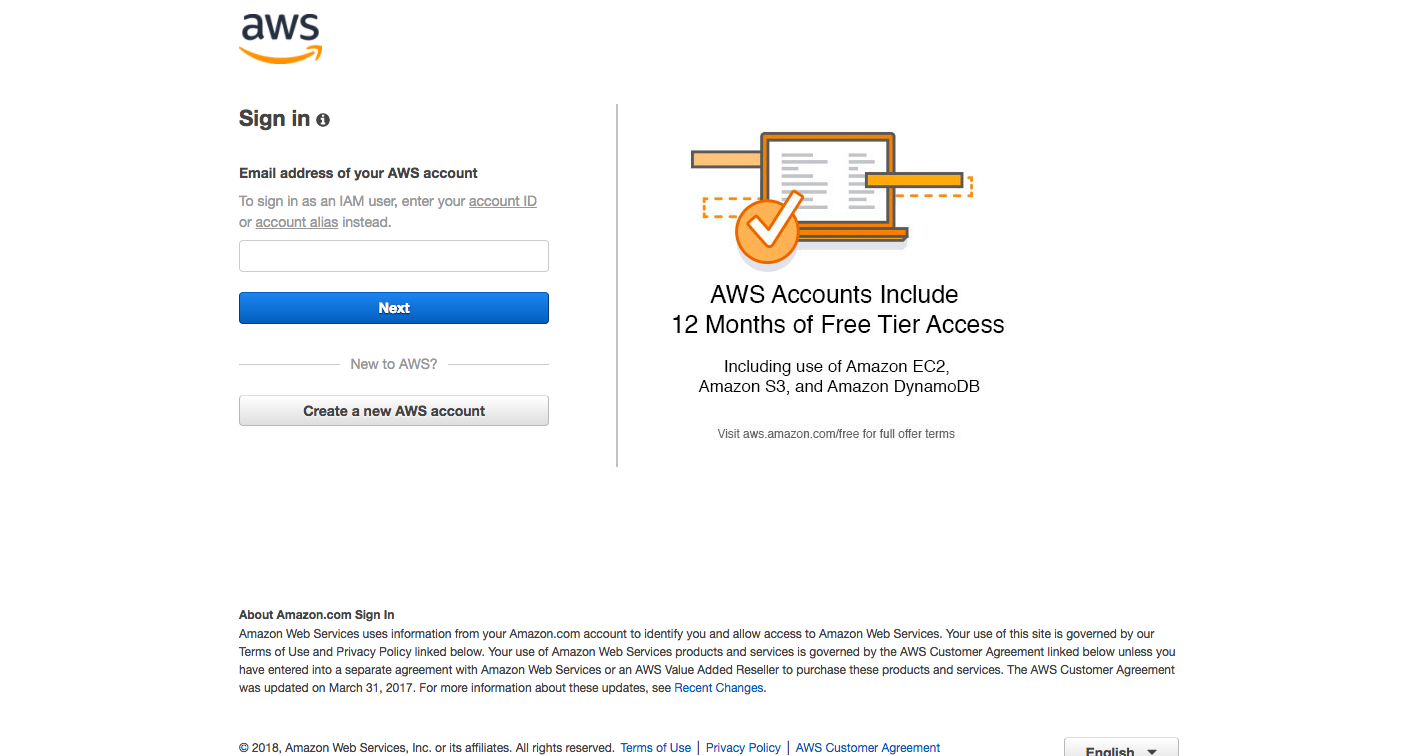 aws
Sign in
Email address of your AWS account
To sign in as an IAM user, enter your account ID
or account alias instead.
Next
New to AWS?
Create a new AWS account
AWS Accounts Include
12 Months of Free Tier Access
Including use of Amazon EC2,
Amazon S3, and Amazon DynamoDB
Visit aws.amazon.com/free for full offer terms
About Amazon.com Sign In
Amazon Web Services uses information from your Amazon.com account to identify you and allow access to Amazon Web Services. Your use of this site is governed by our
Terms of Use and Privacy Policy linked below. Your use of Amazon Web Services products and services is governed by the AWS Customer Agreement linked below unless you
have entered into a separate agreement with Amazon Web Services or an AWS Value Added Reseller to purchase these products and services. The AWS Customer Agreement
was updated on March 31, 2017. For more information about these updates, see Recent Changes.
© 2018, Amazon Web Services, Inc. or its affiliates. All rights reserved. Terms of Use | Privacy Policy | AWS Customer Agreement
English